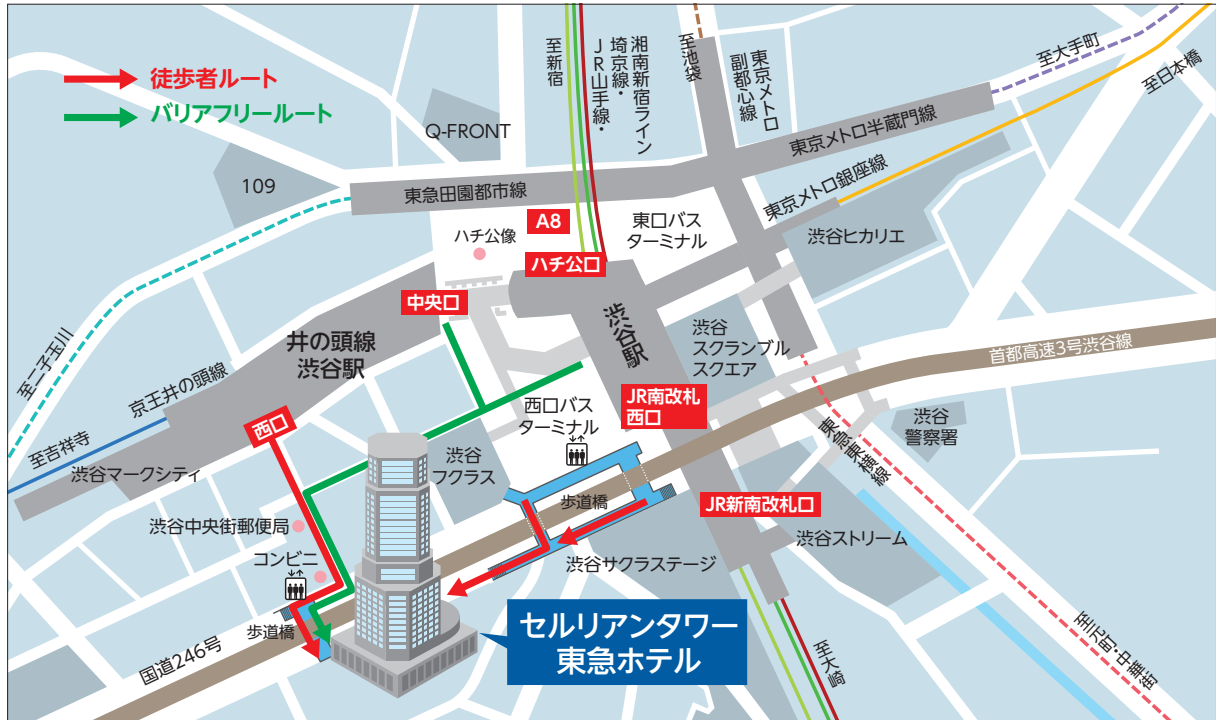 徒歩者ルート
バリアフリールート
Q-FRONT
109
至新宿
湘南新宿ライン
埼京線・
JR山手線・
至池袋
東京メトロ
副都心線
至大手町
至日本橋
東京メトロ半蔵門線
東京メトロ銀座線
東急田園都市線
A8
ハチ公像
ハチ公口
東口バス
ターミナル
渋谷ヒカリエ
中央口
渋谷駅
井の頭線
渋谷駅
渋谷
スクランブル
スクエア
首都高速3号渋谷線
至二子玉川
京王井の頭線
至吉祥寺
西口
JR南改札
西口
西口バス
ターミナル
渋谷
警察署
東急東横線
渋谷マークシティ
渋谷
フクラス
歩道橋
JR新南改札口
渋谷中央街郵便局
コンビニ
渋谷ストリーム
渋谷サクラステージ
歩道橋
国道246号
セルリアンタワー
東急ホテル
至大崎
至元町・中華街